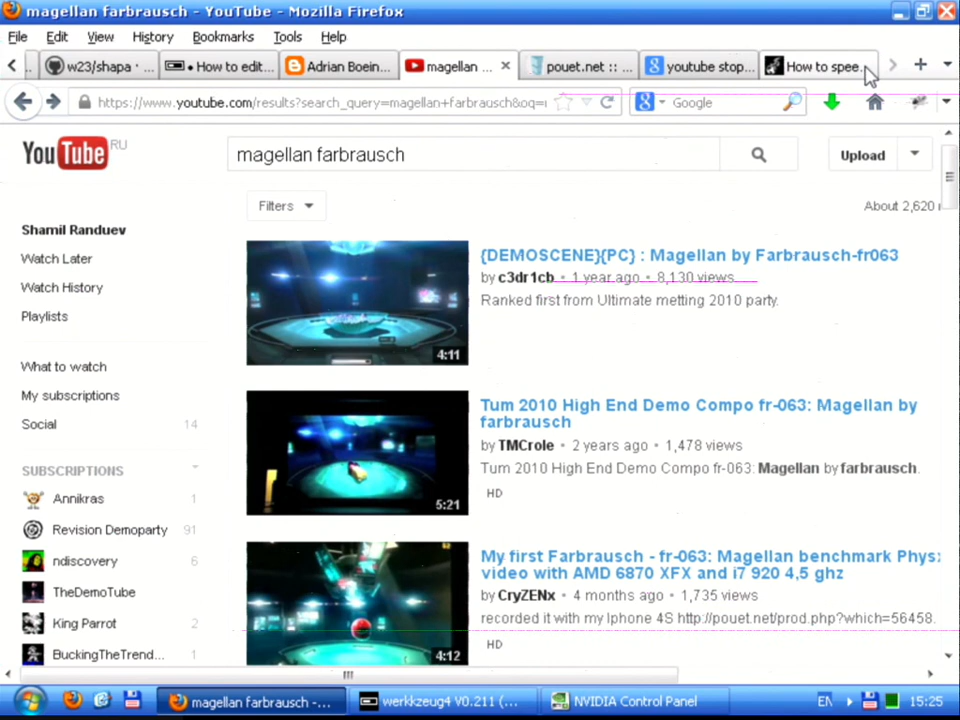 magellan farbrausch - YouTube - Mozilla Firefox
File Edit View History Bookmarks Tools Help
w23/shapa · ... How to edit... Adrian Boein... magellan ... pouet.net :: ... youtube stop... How to spee...
https://www.youtube.com/results?search_query=magellan+farbrausch&oq=
Google
YouTube RU
magellan farbrausch
Upload
Filters
About 2,620
Shamil Randuev
Watch Later
Watch History
Playlists
What to watch
My subscriptions
Social 14
SUBSCRIPTIONS
Annikras 1
Revision Demoparty 91
ndiscovery 6
TheDemoTube
King Parrot 2
BuckingTheTrend... 1
4:11
{DEMOSCENE}{PC} : Magellan by Farbrausch-fr063
by c3dr1cb • 1 year ago • 8,130 views
Ranked first from Ultimate metting 2010 party.
5:21
Tum 2010 High End Demo Compo fr-063: Magellan by
farbrausch
by TMCrole • 2 years ago • 1,478 views
Tum 2010 High End Demo Compo fr-063: Magellan by farbrausch.
HD
4:12
My first Farbrausch - fr-063: Magellan benchmark Phys
video with AMD 6870 XFX and i7 920 4,5 ghz
by CryZENx • 4 months ago • 1,735 views
recorded it with my Iphone 4S http://pouet.net/prod.php?which=56458.
HD
magellan farbrausch -... werkkzeug4 V0.211 (... NVIDIA Control Panel EN 15:25